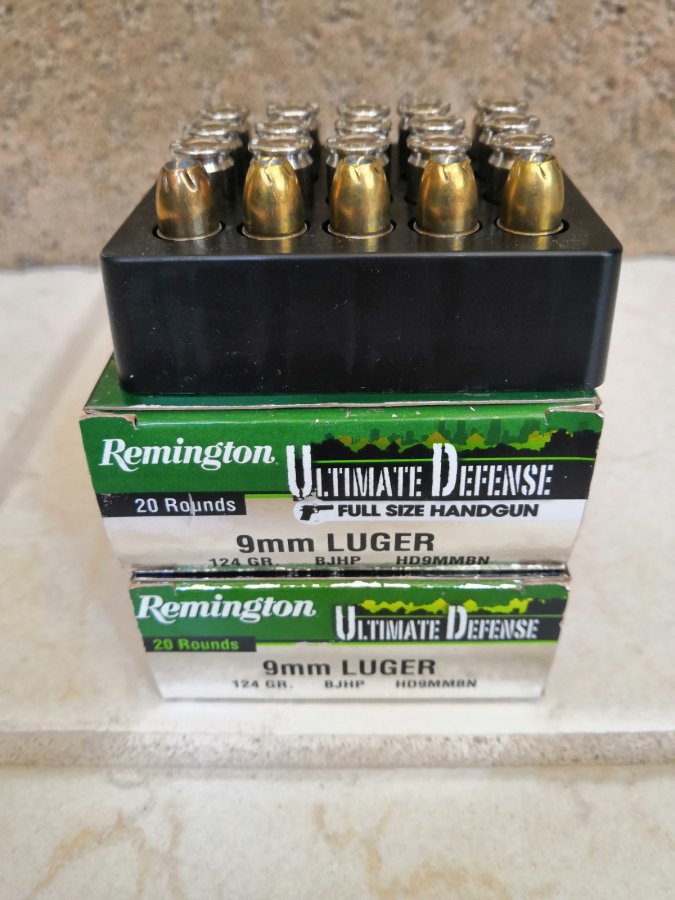 Remington
ULTIMATE DEFENSE
20 Rounds
FULL SIZE HANDGUN
9mm LUGER
124 GR. BJHP HD9MMBN
Remington
ULTIMATE DEFENSE
20 Rounds
9mm LUGER
124 GR. BJHP HD9MMBN